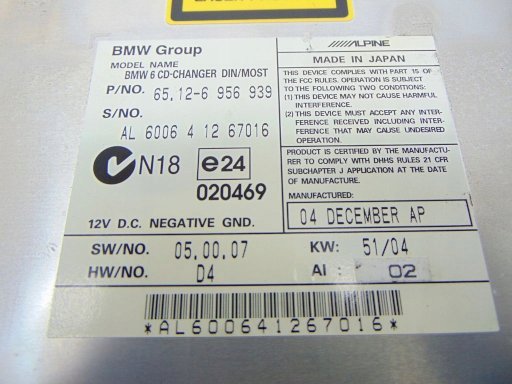 BMW Group
MODEL NAME
BMW 6 CD-CHANGER DIN/MOST
P/NO. 65.12-6 956 939
S/NO.
AL 6006 4 12 67016
N18 e24
020469
12V D.C. NEGATIVE GND.
ALPINE
MADE IN JAPAN
THIS DEVICE COMPLIES WITH PART 15 OF
THE FCC RULES. OPERATION IS SUBJECT
TO THE FOLLOWING TWO CONDITIONS:
(1) THIS DEVICE MAY NOT CAUSE HARMFUL
INTERFERENCE.
(2) THIS DEVICE MUST ACCEPT ANY INTER-
FERENCE RECEIVED INCLUDING INTER-
FERENCE THAT MAY CAUSE UNDESIRED
OPERATION.
PRODUCT IS CERTIFIED BY THE MANUFACTU-
RER TO COMPLY WITH DHHS RULES 21 CFR
SUBCHAPTER J APPLICATION AT THE DATE
OF MANUFACTURE.
MANUFACTURED:
04 DECEMBER AP
SW/NO. 05.00.07 KW: 51/04
HW/NO. D4 AI : 02
*AL600641267016*